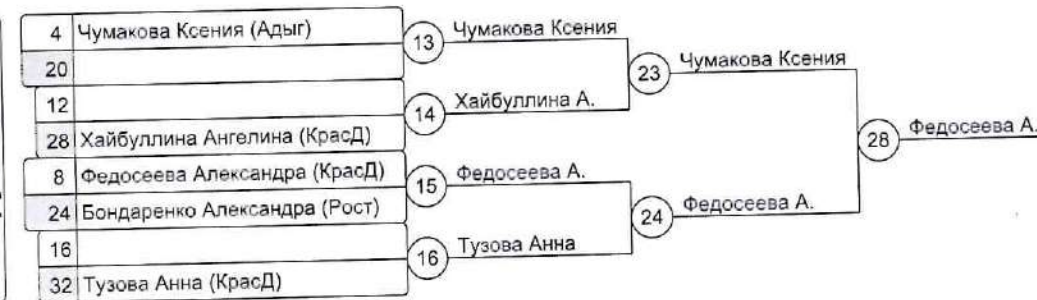 4 Чумакова Ксения (Адыг)
20
12
28 Хайбуллина Ангелина (КрасД)
8 Федосеева Александра (КрасД)
24 Бондаренко Александра (Рост)
16
32 Тузова Анна (КрасД)
13 Чумакова Ксения
14 Хайбуллина А.
15 Федосеева А.
16 Тузова Анна
23 Чумакова Ксения
24 Федосеева А.
28 Федосеева А.